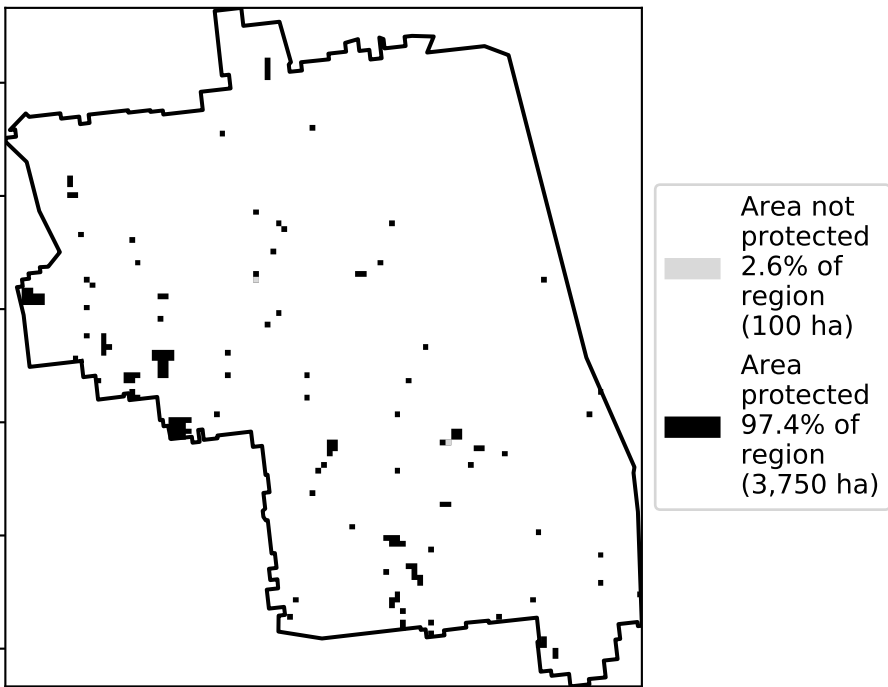 Area not
protected
2.6% of
region
(100 ha)
Area
protected
97.4% of
region
(3,750 ha)